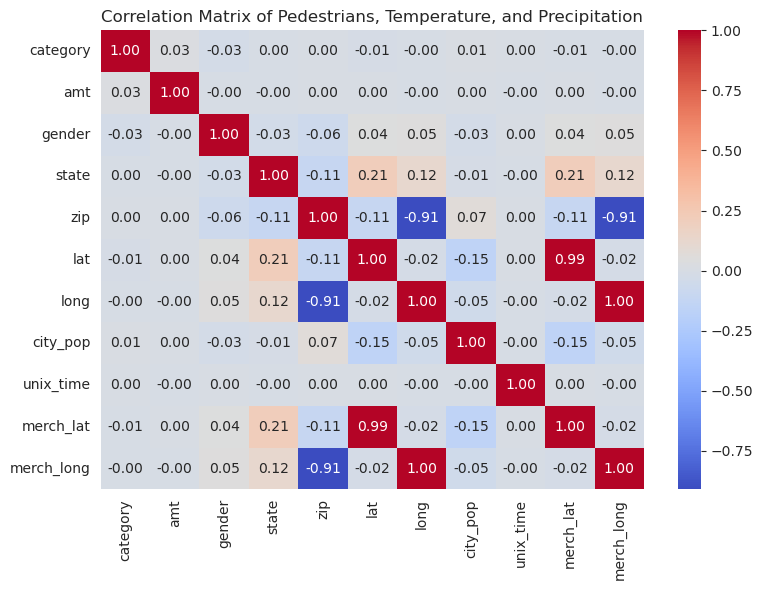 Correlation Matrix of Pedestrians, Temperature, and Precipitation
category 1.00 0.03 -0.03 0.00 0.00 -0.01 -0.00 0.01 0.00 -0.01 -0.00
amt 0.03 1.00 -0.00 -0.00 0.00 0.00 -0.00 0.00 -0.00 0.00 -0.00
gender -0.03 -0.00 1.00 -0.03 -0.06 0.04 0.05 -0.03 0.00 0.04 0.05
state 0.00 -0.00 -0.03 1.00 -0.11 0.21 0.12 -0.01 -0.00 0.21 0.12
zip 0.00 0.00 -0.06 -0.11 1.00 -0.11 -0.91 0.07 0.00 -0.11 -0.91
lat -0.01 0.00 0.04 0.21 -0.11 1.00 -0.02 -0.15 0.00 0.99 -0.02
long -0.00 -0.00 0.05 0.12 -0.91 -0.02 1.00 -0.05 -0.00 -0.02 1.00
city_pop 0.01 0.00 -0.03 -0.01 0.07 -0.15 -0.05 1.00 -0.00 -0.15 -0.05
unix_time 0.00 -0.00 0.00 -0.00 0.00 0.00 -0.00 -0.00 1.00 0.00 -0.00
merch_lat -0.01 0.00 0.04 0.21 -0.11 0.99 -0.02 -0.15 0.00 1.00 -0.02
merch_long -0.00 -0.00 0.05 0.12 -0.91 -0.02 1.00 -0.05 -0.00 -0.02 1.00
category amt gender state zip lat long city_pop unix_time merch_lat merch_long
1.00
0.75
0.50
0.25
0.00
−0.25
−0.50
−0.75